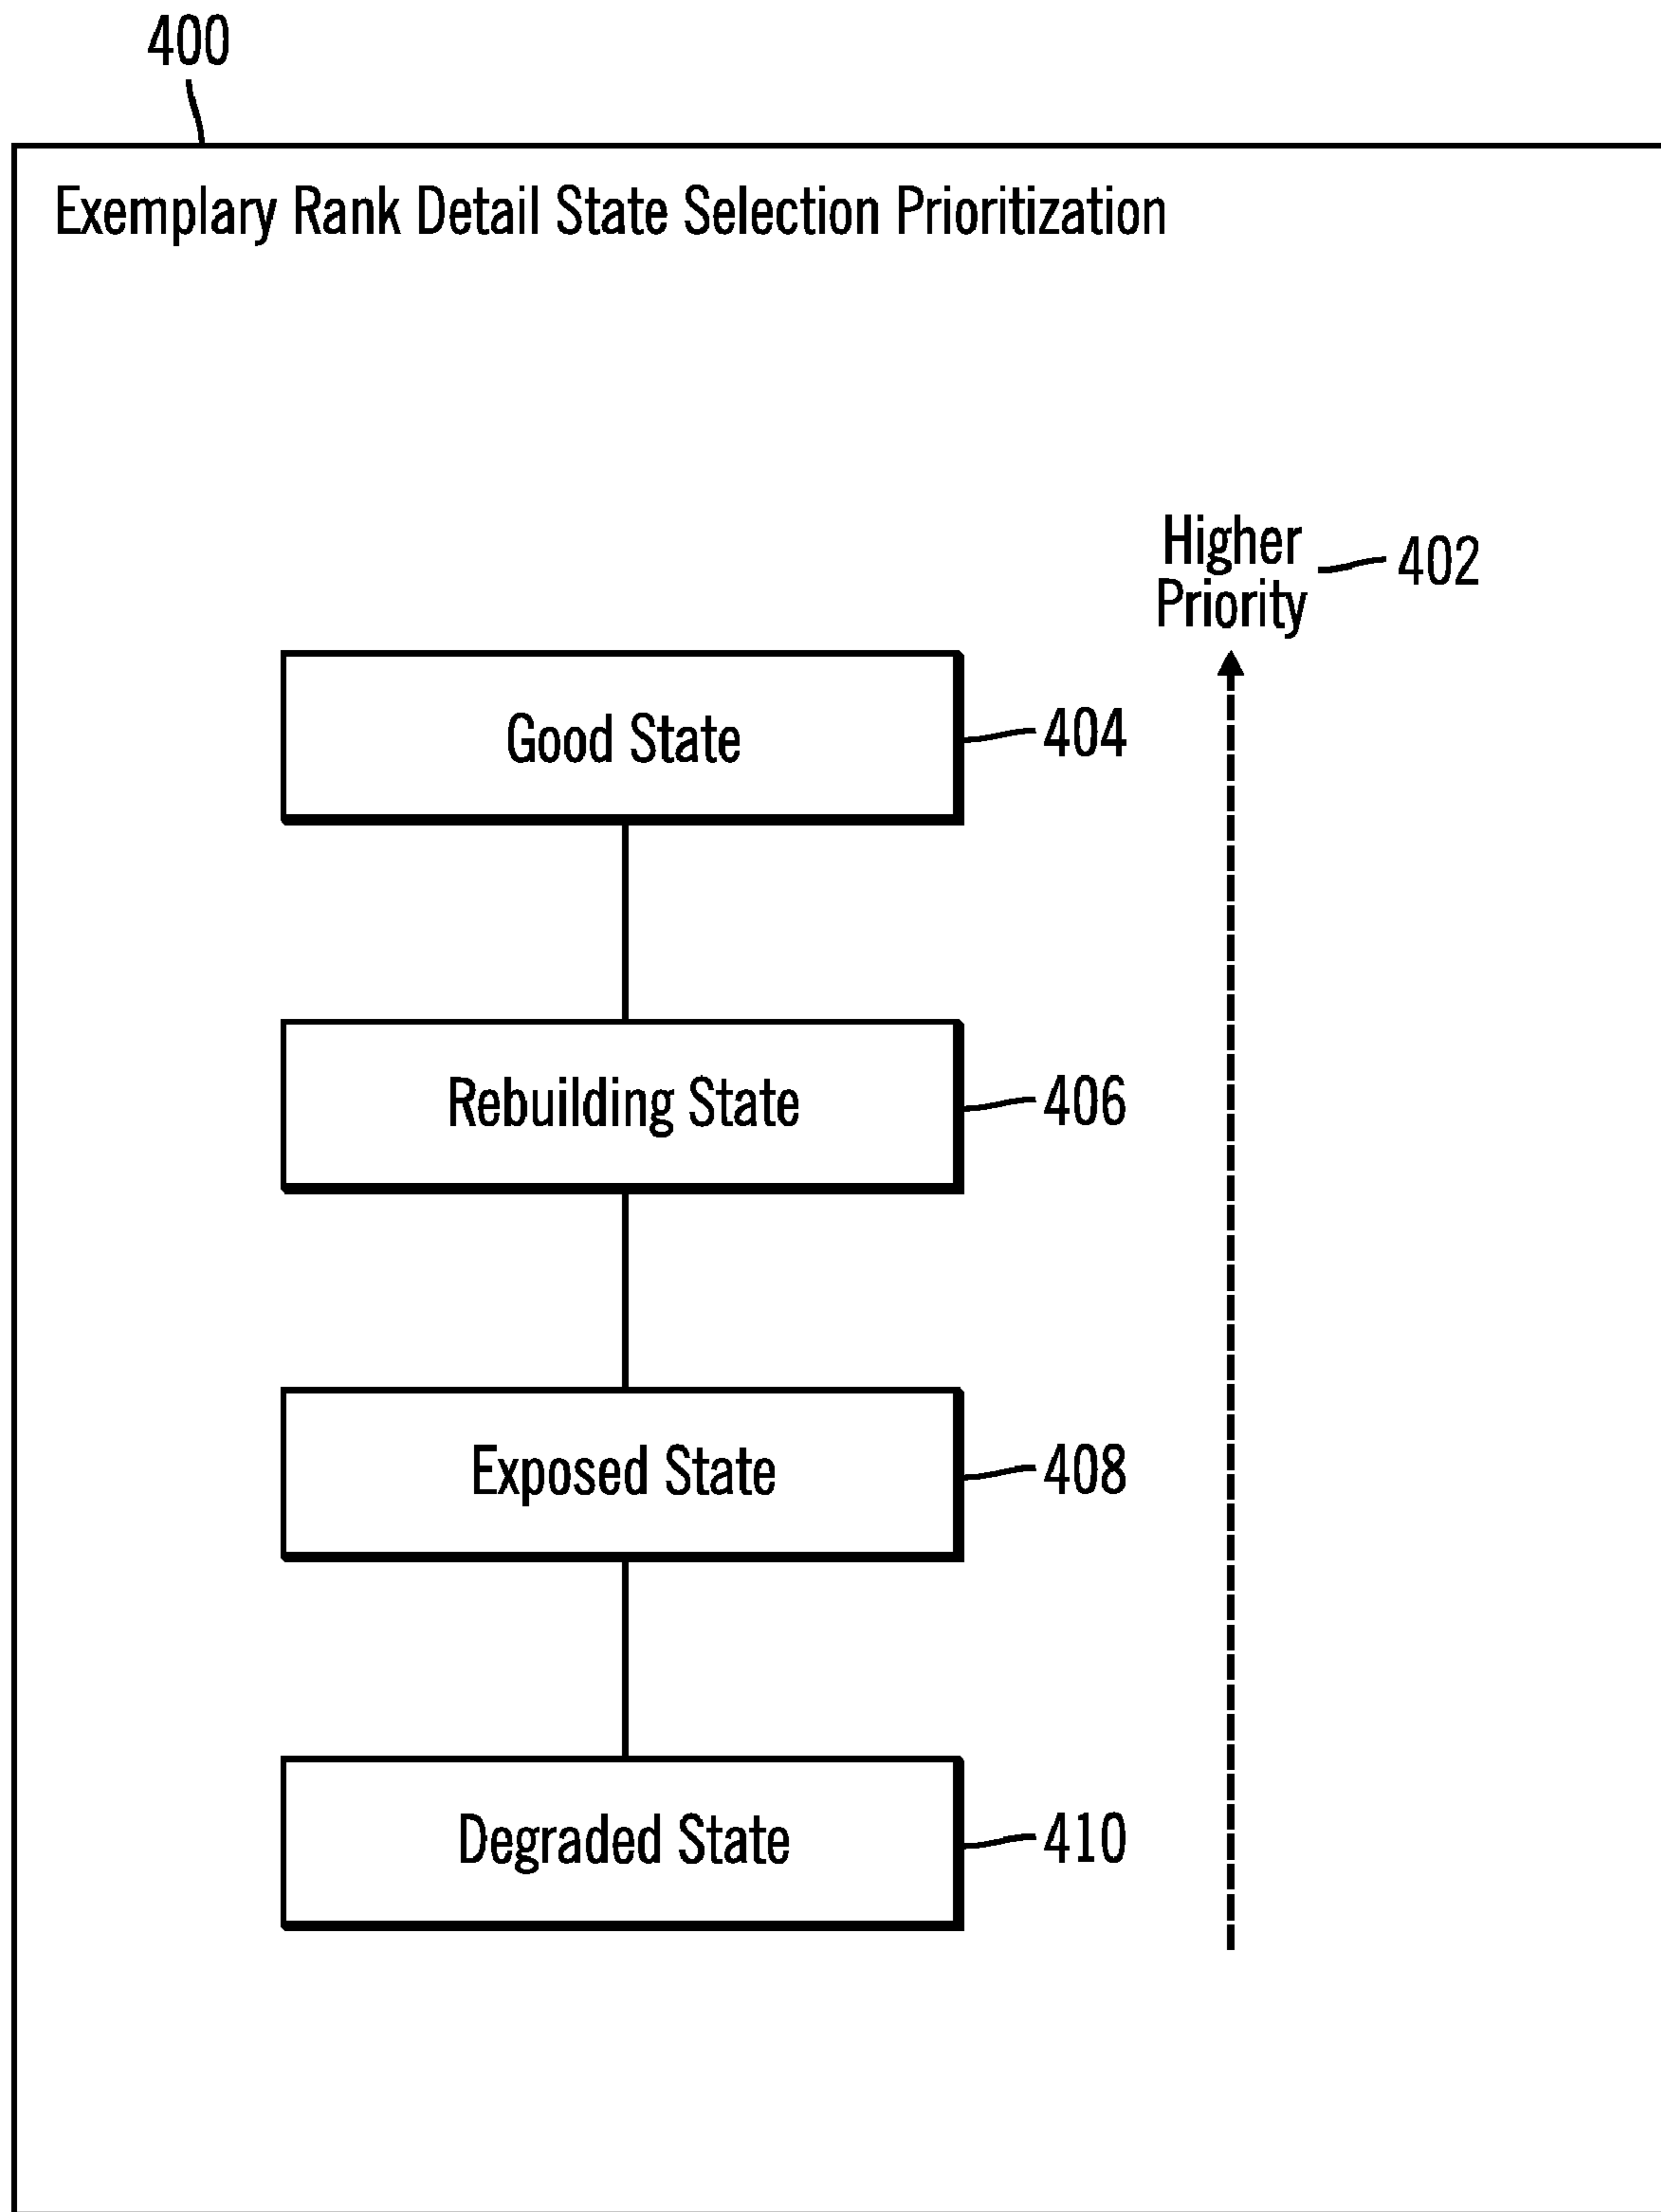 400
Exemplary Rank Detail State Selection Prioritization
Higher
Priority
402
Good State
404
Rebuilding State
406
Exposed State
408
Degraded State
410